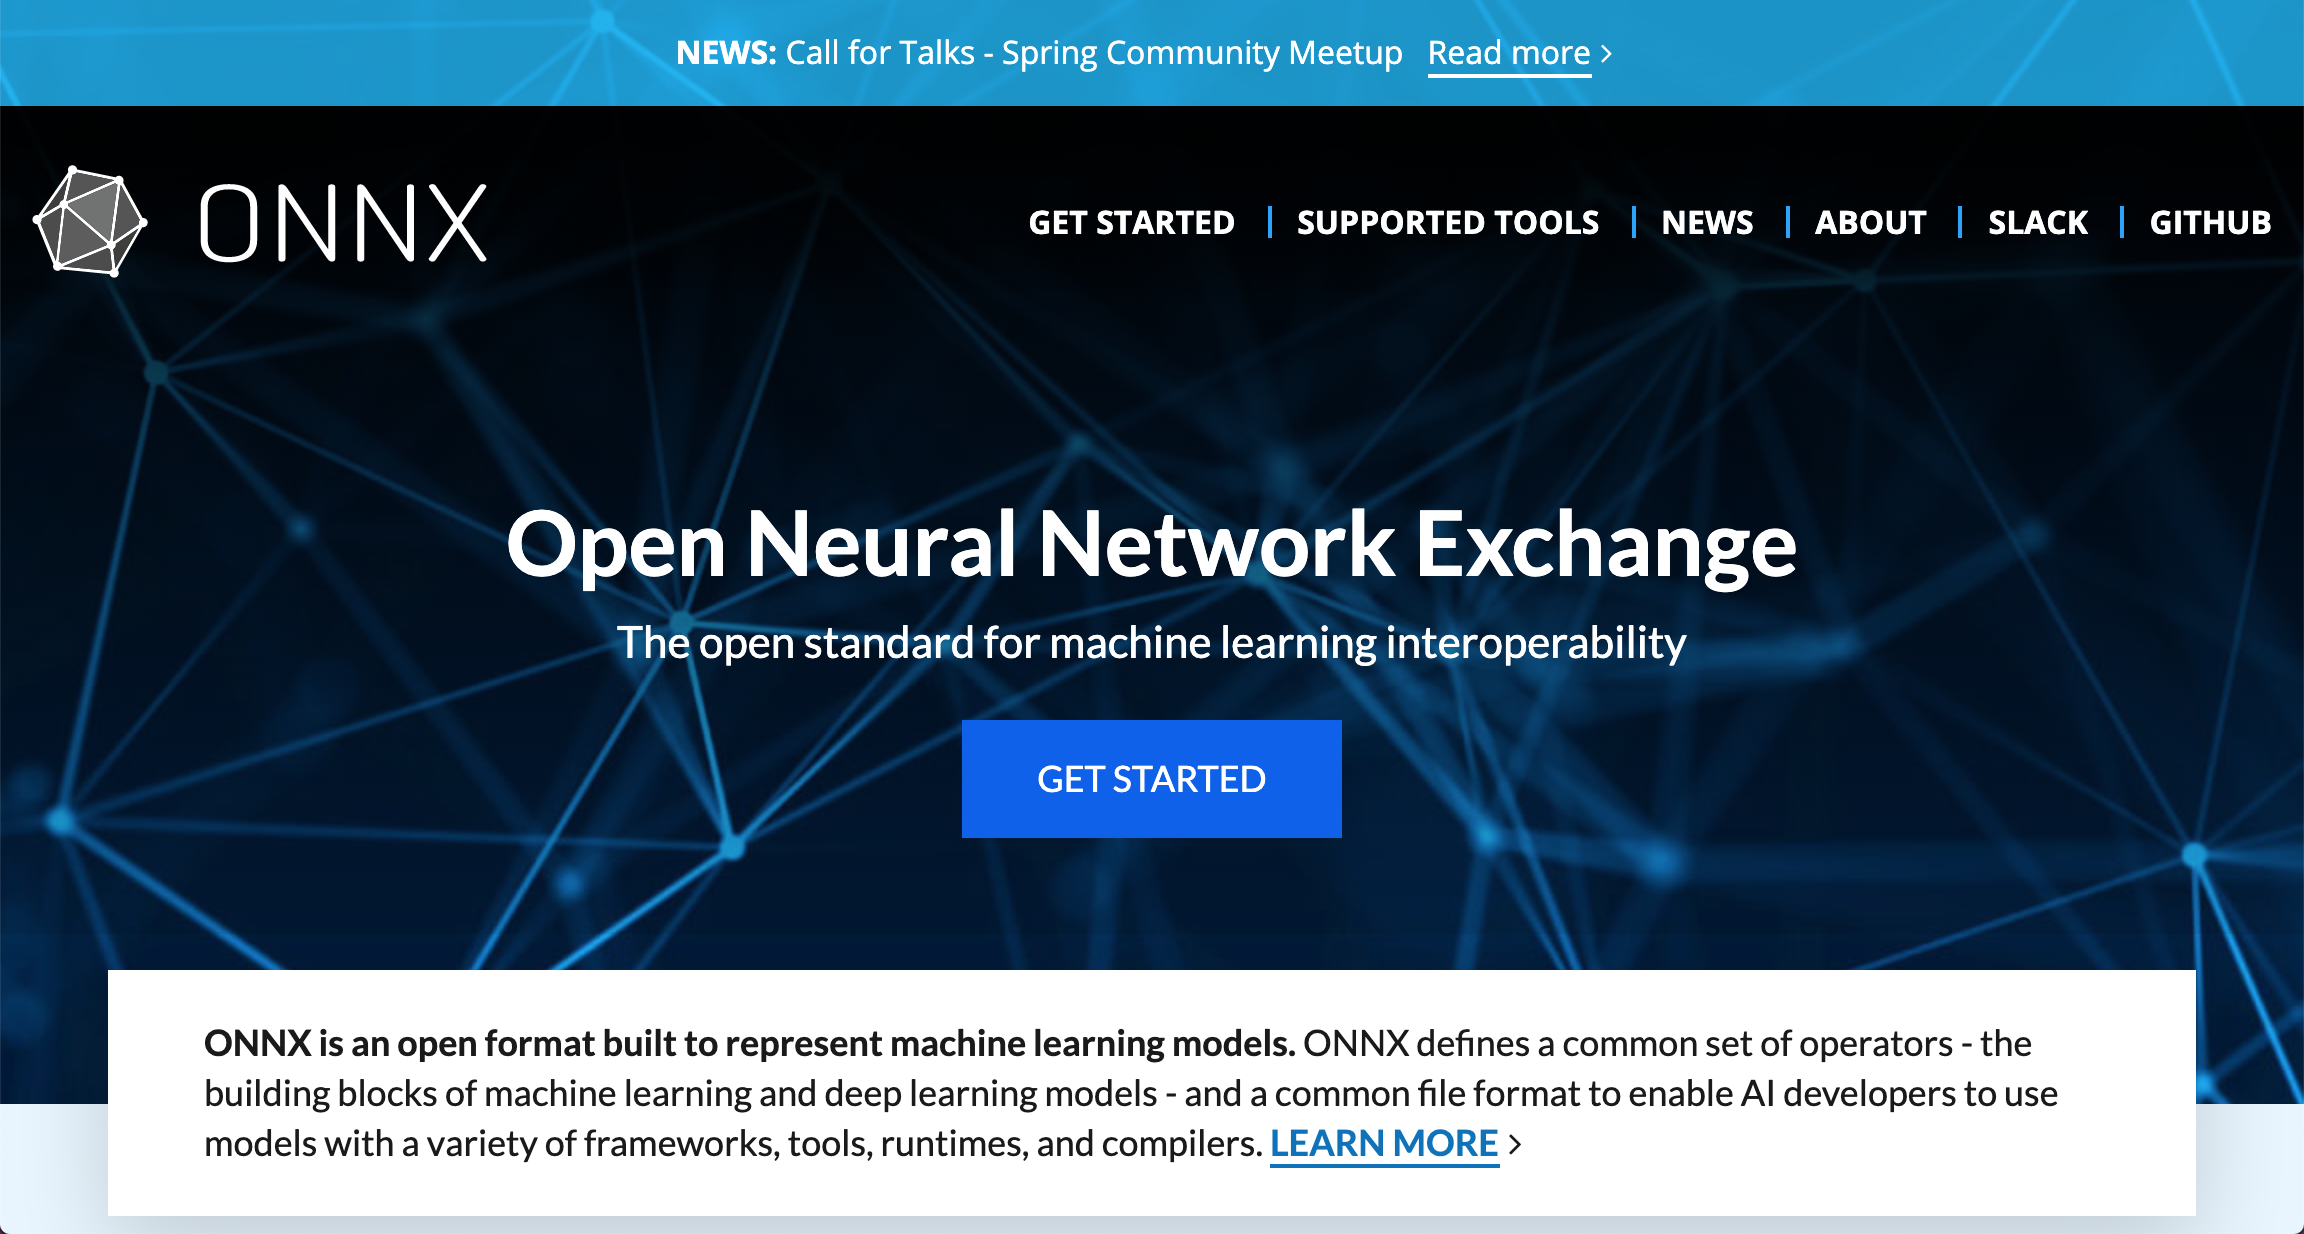 NEWS: Call for Talks - Spring Community Meetup Read more >
ONNX
GET STARTED | SUPPORTED TOOLS | NEWS | ABOUT | SLACK | GITHUB
Open Neural Network Exchange
The open standard for machine learning interoperability
GET STARTED
ONNX is an open format built to represent machine learning models. ONNX defines a common set of operators - the
building blocks of machine learning and deep learning models - and a common file format to enable AI developers to use
models with a variety of frameworks, tools, runtimes, and compilers. LEARN MORE >